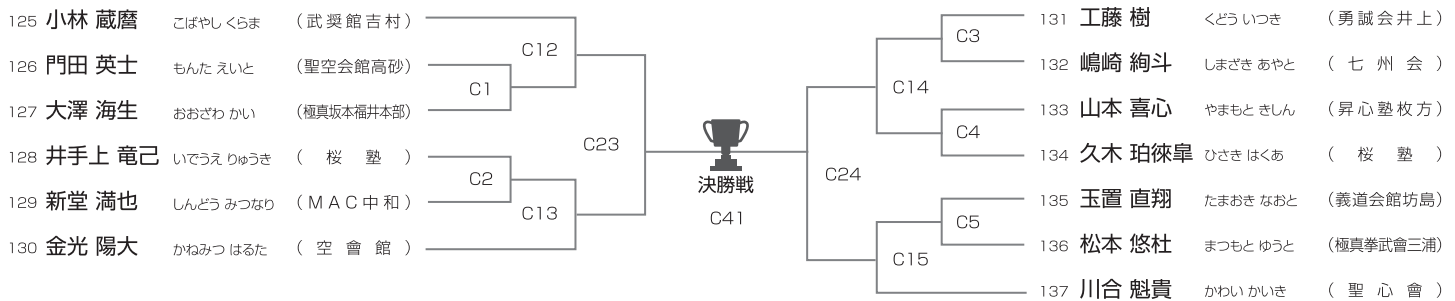 125 小林 蔵麿 こばやし くらま （武奨館吉村）
126 門田 英士 もんた えいと （聖空会館高砂）
127 大澤 海生 おおざわ かい （極真坂本福井本部）
128 井手上 竜己 いでうえ りゅうき （桜塾）
129 新堂 満也 しんどう みつなり （MAC中和）
130 金光 陽大 かねみつ はるた （空會館）
C12
C1
C2
C13
C23
決勝戦
C41
C24
C14
C15
C3
C4
C5
131 工藤 樹 くどう いつき （勇誠会井上）
132 嶋崎 絢斗 しまざき あやと （七州会）
133 山本 喜心 やまもと きしん （昇心塾枚方）
134 久木 珀徠皐 ひさき はくあ （桜塾）
135 玉置 直翔 たまおき なおと （義道会館坊島）
136 松本 悠杜 まつもと ゆうと （極真拳武會三浦）
137 川合 魁貴 かわい かいき （聖心會）